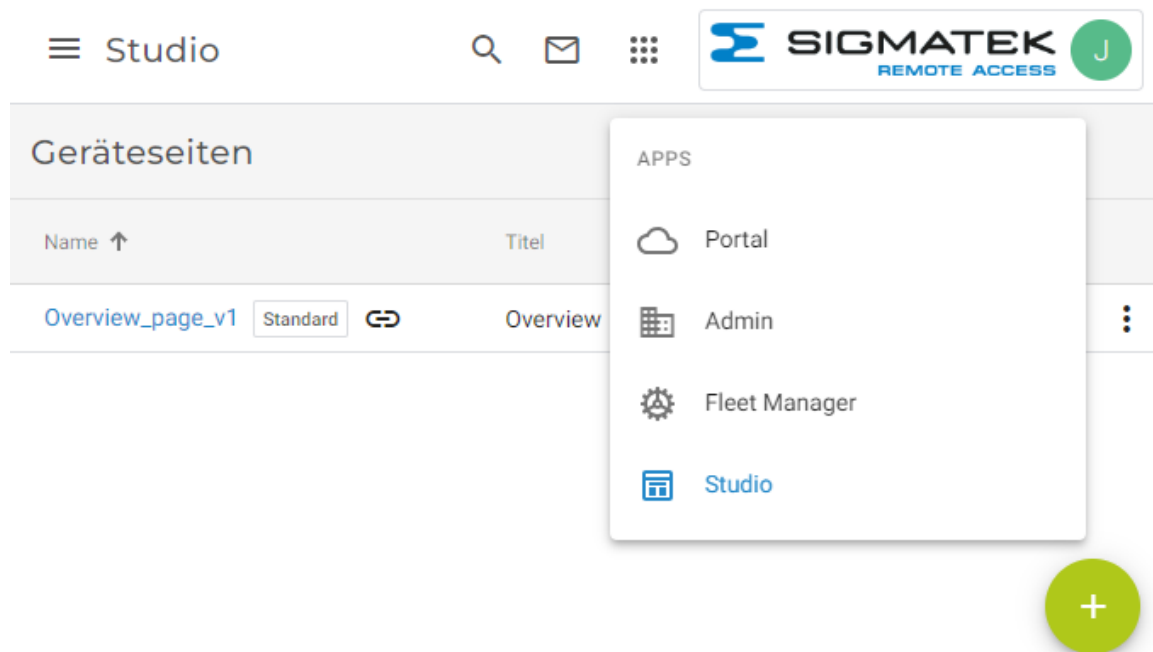 Studio
SIGMATEK
REMOTE ACCESS
J
Geräteseiten
APPS
Name
Titel
Portal
Overview_page_v1 Standard
Overview
Admin
Fleet Manager
Studio